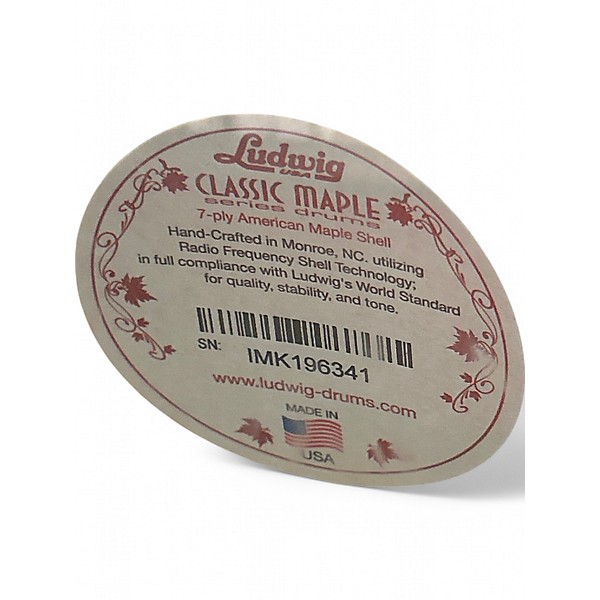 Ludwig
USA
CLASSIC MAPLE
series drums
7-ply American Maple Shell
Hand-Crafted in Monroe, NC. utilizing
Radio Frequency Shell Technology;
in full compliance with Ludwig's World Standard
for quality, stability, and tone.
SN: IMK196341
www.ludwig-drums.com
MADE IN
USA